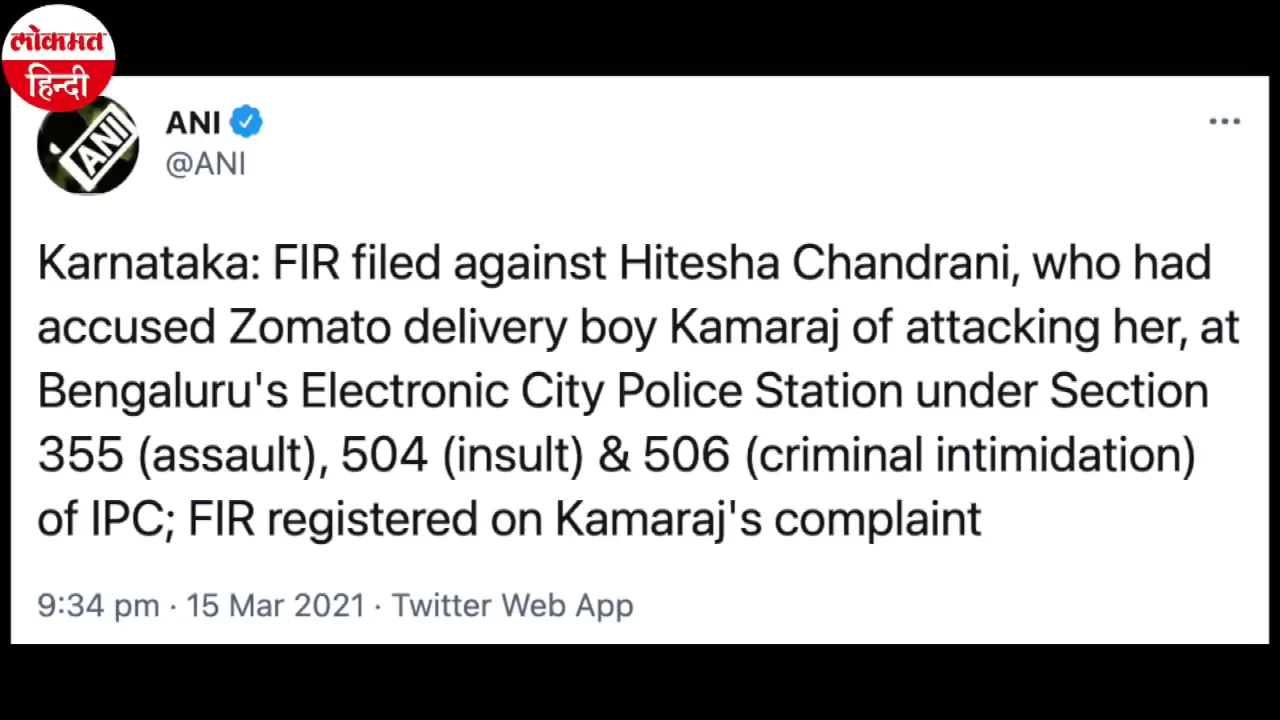 लोकमत
हिन्दी
ANI
ANI
@ANI
Karnataka: FIR filed against Hitesha Chandrani, who had
accused Zomato delivery boy Kamaraj of attacking her, at
Bengaluru's Electronic City Police Station under Section
355 (assault), 504 (insult) & 506 (criminal intimidation)
of IPC; FIR registered on Kamaraj's complaint
9:34 pm · 15 Mar 2021 · Twitter Web App